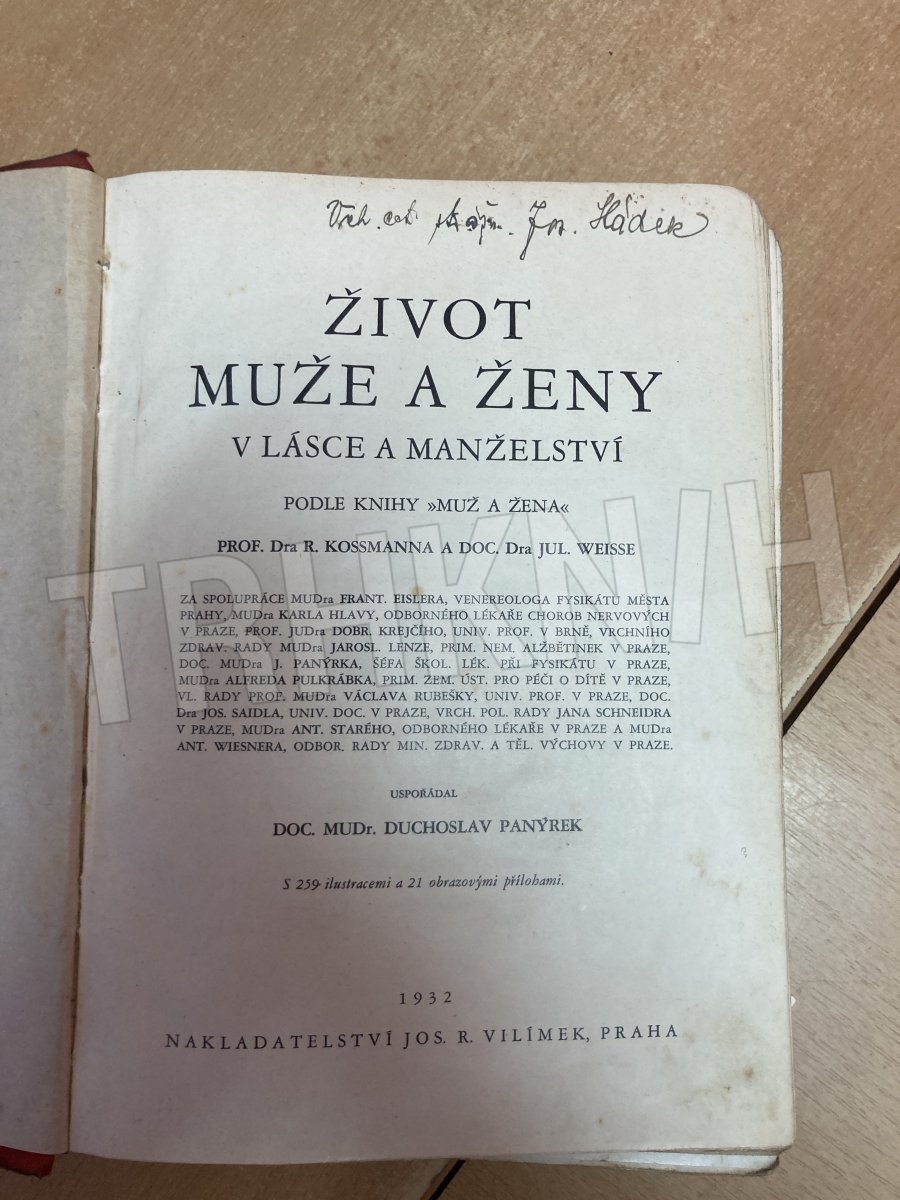 Vrch. čet. Jos. Hládek
ŽIVOT
MUŽE A ŽENY
V LÁSCE A MANŽELSTVÍ
PODLE KNIHY »MUŽ A ŽENA«
PROF. Dra R. KOSSMANNA A DOC. Dra JUL. WEISSE
ZA SPOLUPRÁCE MUDra FRANT. EISLERA, VENEREOLOGA FYSIKÁTU MĚSTA
PRAHY, MUDra KARLA HLAVY, ODBORNÉHO LÉKAŘE CHOROB NERVOVÝCH
V PRAZE, PROF. JUDra DOBR. KREJČÍHO, UNIV. PROF. V BRNĚ, VRCHNÍHO
ZDRAV. RADY MUDra JAROSL. LENZE, PRIM. NEM. ALŽBĚTINEK V PRAZE,
DOC. MUDra J. PANÝRKA, ŠÉFA ŠKOL. LÉK. PŘI FYSIKÁTU V PRAZE,
MUDra ALFREDA PULKRÁBKA, PRIM. ZEM. ÚST. PRO PÉČI O DÍTĚ V PRAZE,
VL. RADY PROF. MUDra VÁCLAVA RUBEŠKY, UNIV. PROF. V PRAZE, DOC.
Dra JOS. SAIDLA, UNIV. DOC. V PRAZE, VRCH. POL. RADY JANA SCHNEIDRA
V PRAZE, MUDra ANT. STARÉHO, ODBORNÉHO LÉKAŘE V PRAZE A MUDra
ANT. WIESNERA, ODBOR. RADY MIN. ZDRAV. A TĚL. VÝCHOVY V PRAZE.
USPOŘÁDAL
DOC. MUDr. DUCHOSLAV PANÝREK
S 259 ilustracemi a 21 obrazovými přílohami.
1932
NAKLADATELSTVÍ JOS. R. VILÍMEK, PRAHA
TRHKNIH